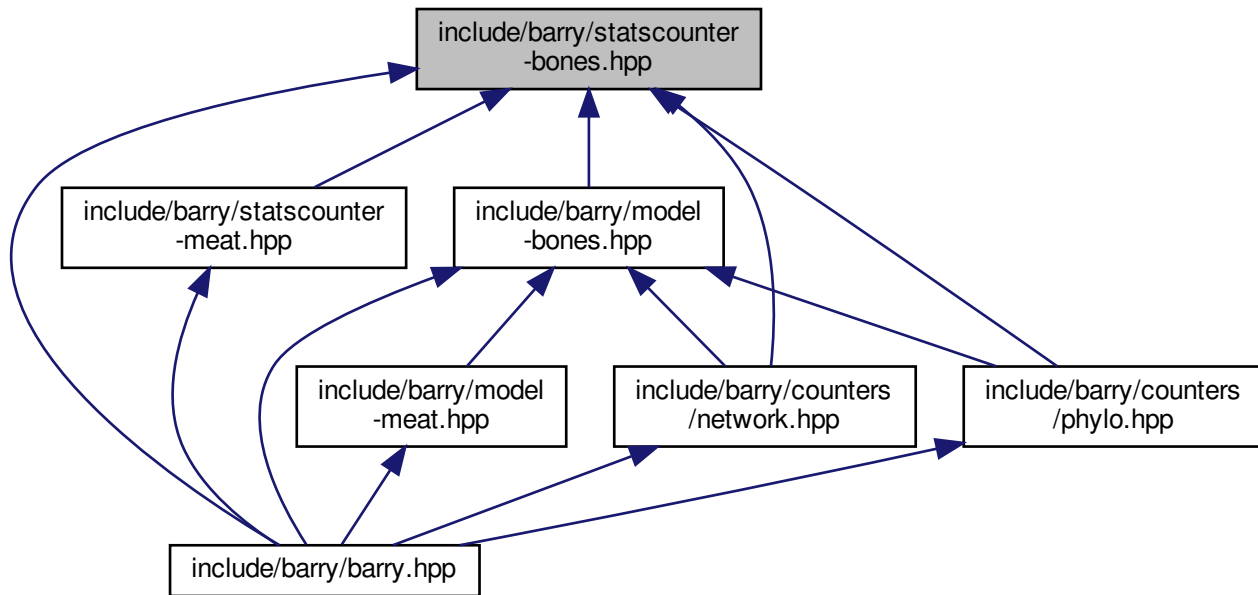 include/barry/statscounter
-bones.hpp
include/barry/statscounter
-meat.hpp
include/barry/model
-bones.hpp
include/barry/model
-meat.hpp
include/barry/counters
/network.hpp
include/barry/counters
/phylo.hpp
include/barry/barry.hpp